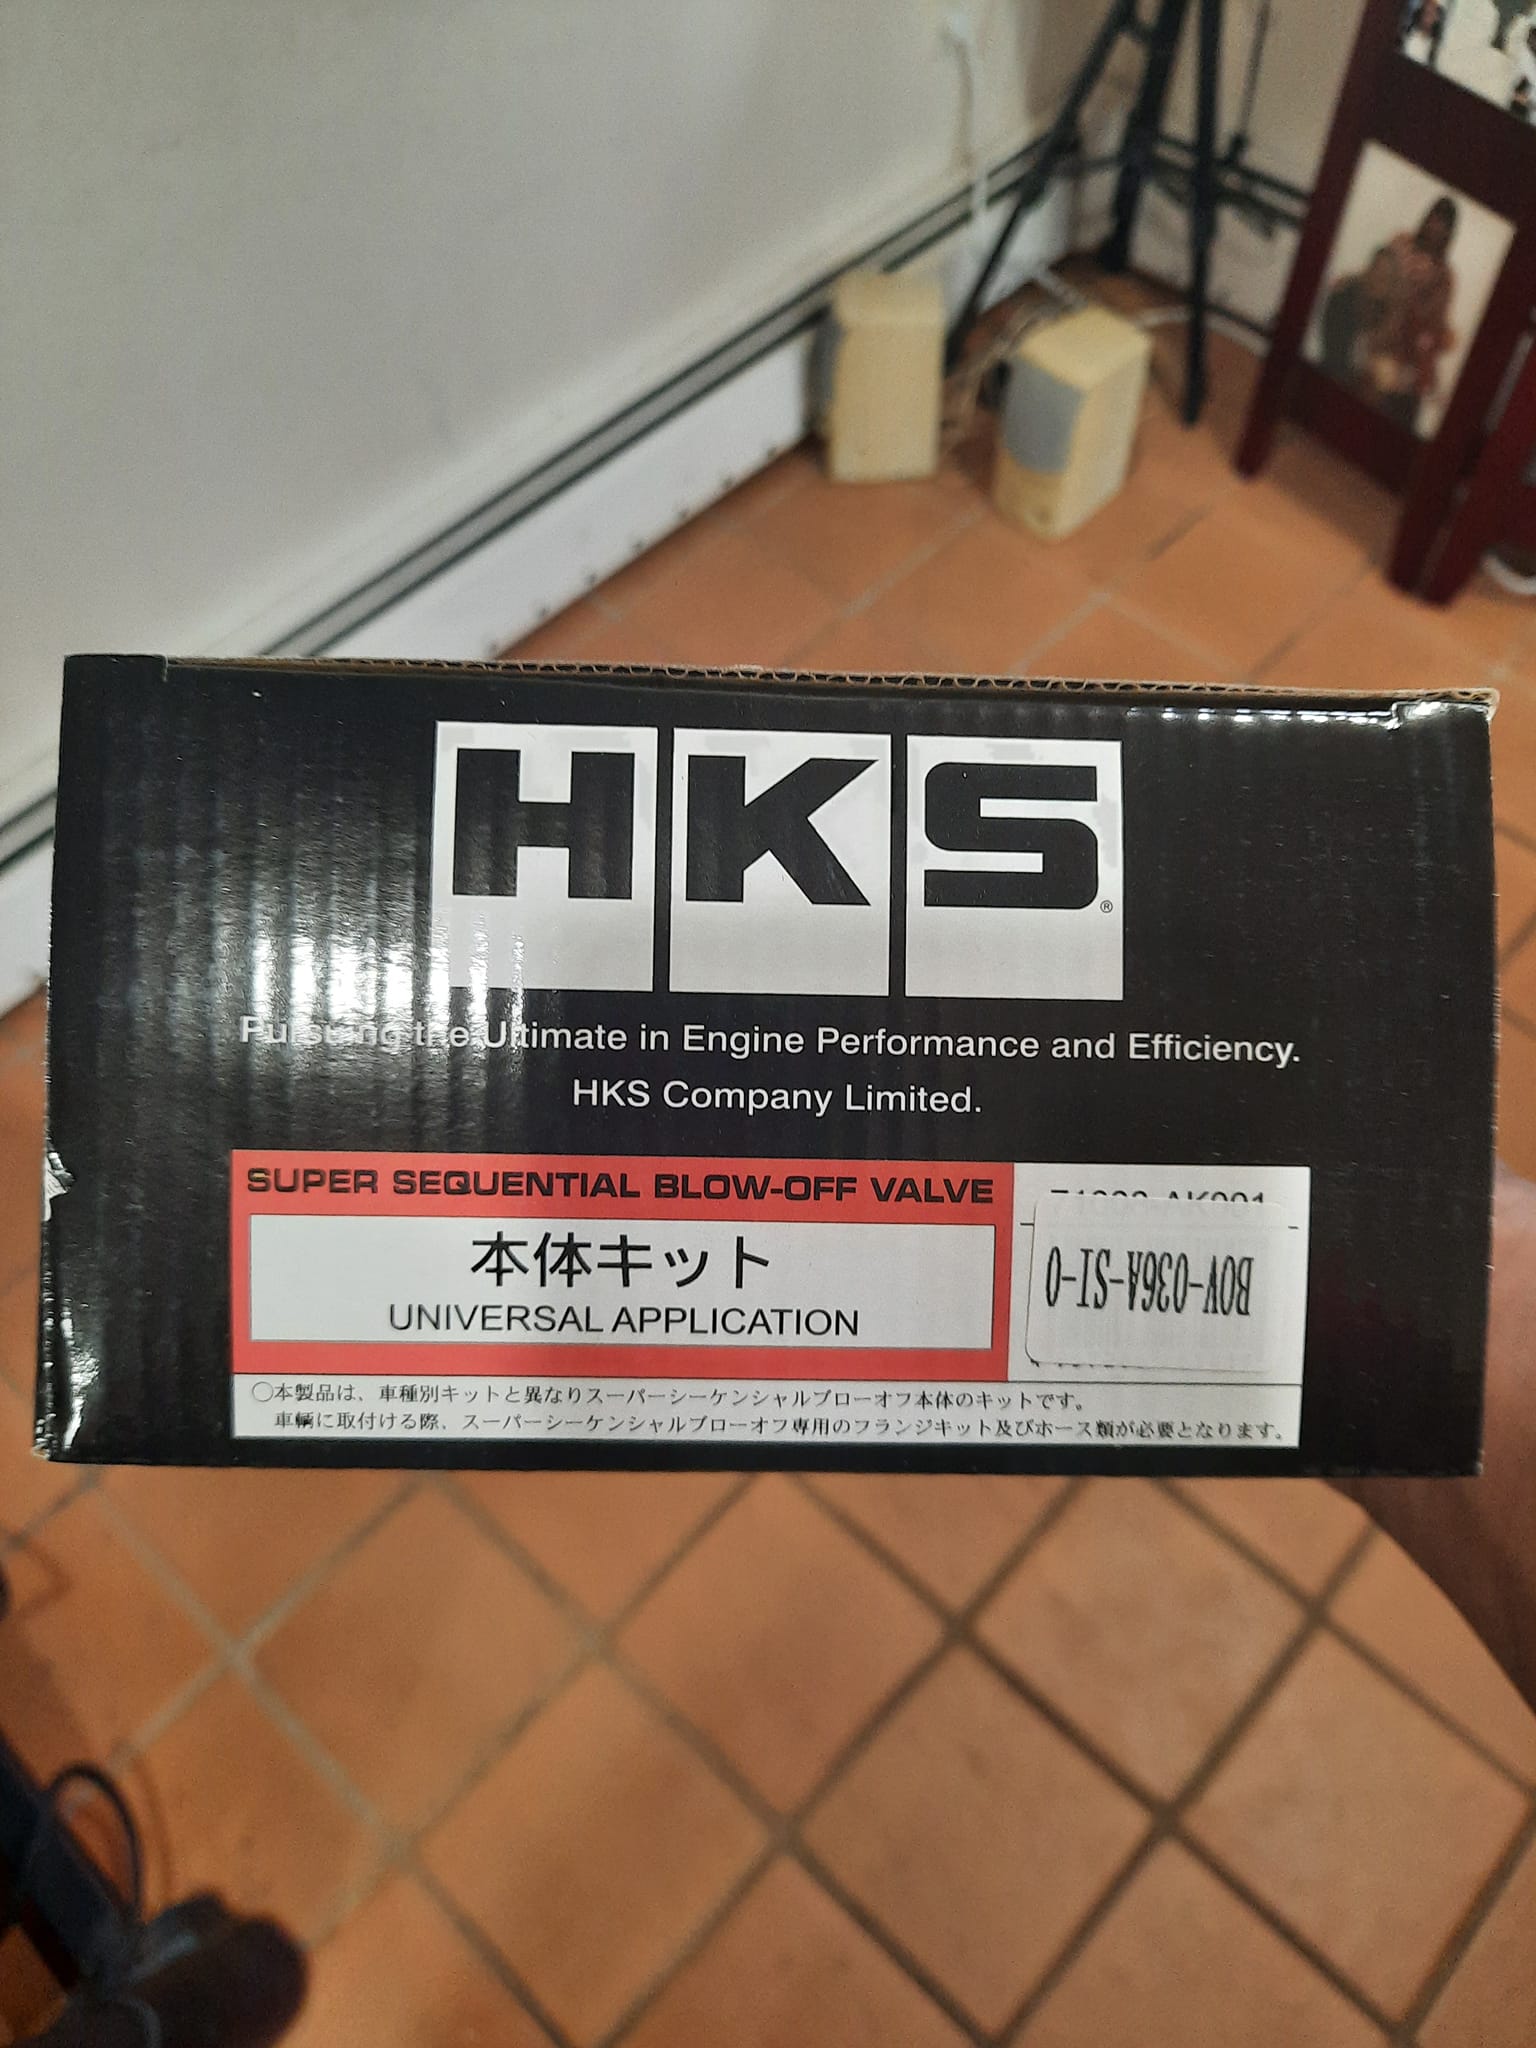 HKS®
Pursuing the Ultimate in Engine Performance and Efficiency.
HKS Company Limited.
SUPER SEQUENTIAL BLOW-OFF VALVE
本体キット
UNIVERSAL APPLICATION
BOV-036A-SI-0
○本製品は、車種別キットと異なりスーパーシーケンシャルブローオフ本体のキットです。
車輌に取付ける際、スーパーシーケンシャルブローオフ専用のフランジキット及びホース類が必要となります。